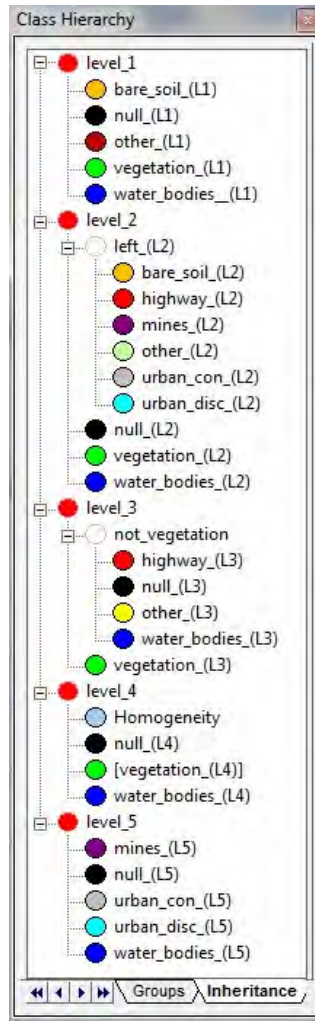 Class Hierarchy
level_1
bare_soil_(L1)
null_(L1)
other_(L1)
vegetation_(L1)
water_bodies__(L1)
level_2
left_(L2)
bare_soil_(L2)
highway_(L2)
mines_(L2)
other_(L2)
urban_con_(L2)
urban_disc_(L2)
null_(L2)
vegetation_(L2)
water_bodies_(L2)
level_3
not_vegetation
highway_(L3)
null_(L3)
other_(L3)
water_bodies_(L3)
vegetation_(L3)
level_4
Homogeneity
null_(L4)
[vegetation_(L4)]
water_bodies_(L4)
level_5
mines_(L5)
null_(L5)
urban_con_(L5)
urban_disc_(L5)
water_bodies_(L5)
Groups Inheritance